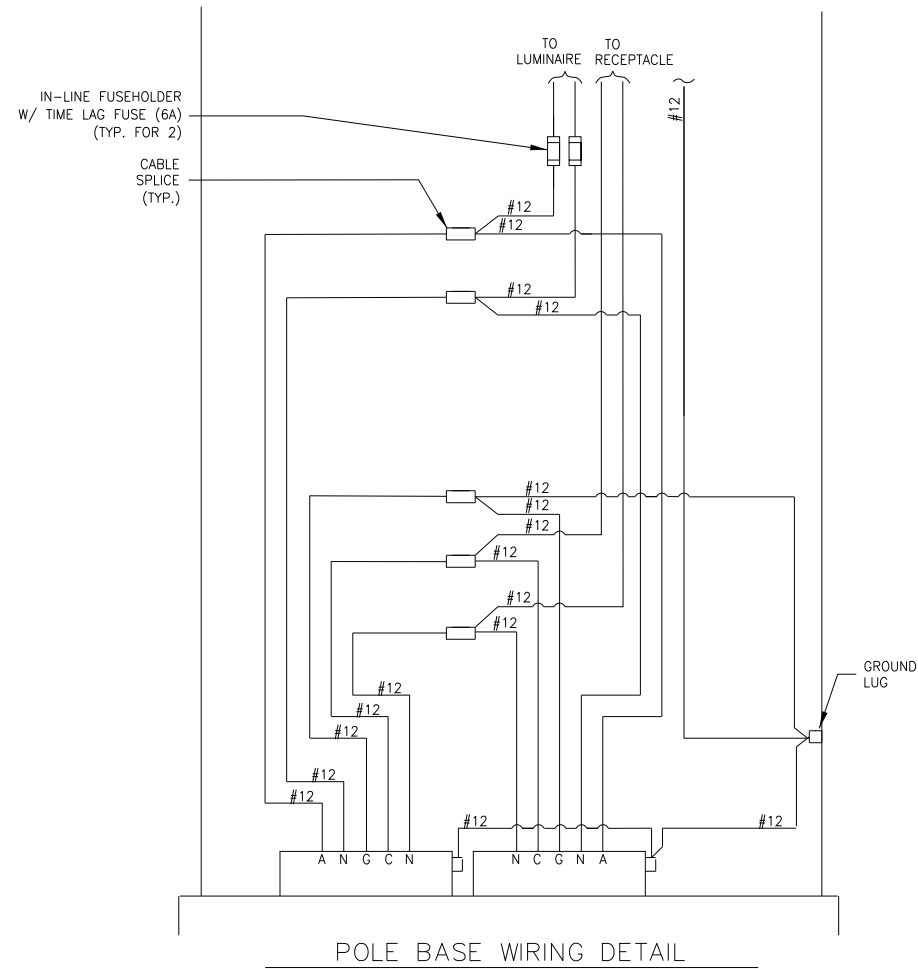 TO
LUMINAIRE
TO
RECEPTACLE
IN-LINE FUSEHOLDER
W/ TIME LAG FUSE (6A)
(TYP. FOR 2)
#12
CABLE
SPLICE
(TYP.)
#12
#12
#12
#12
#12
#12
#12
#12
#12
#12
GROUND
LUG
#12
#12
#12
#12
#12
#12
#12
A N G C N
N C G N A
POLE BASE WIRING DETAIL